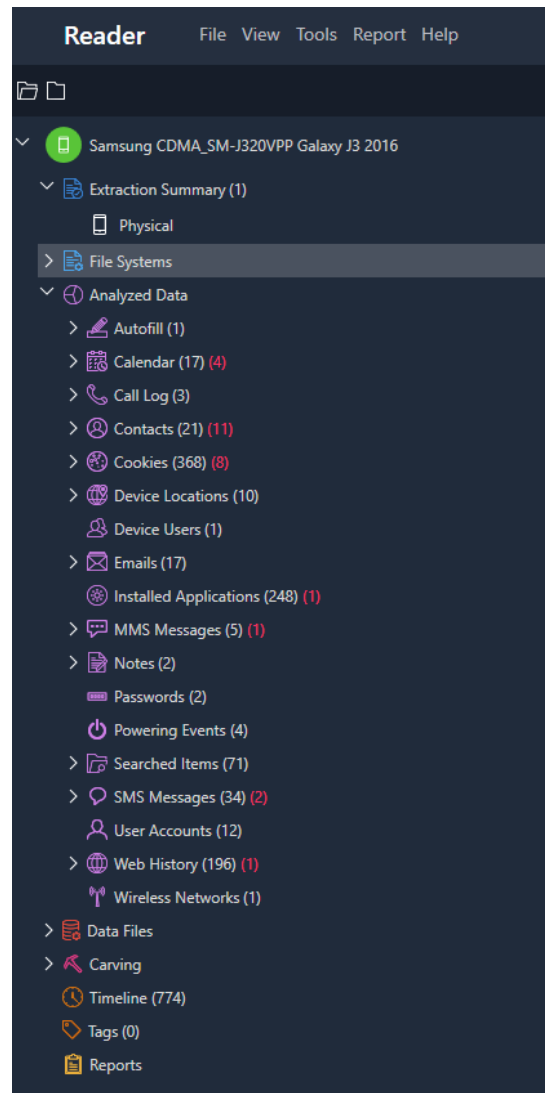 Reader File View Tools Report Help
Samsung CDMA_SM-J320VPP Galaxy J3 2016
Extraction Summary (1)
Physical
File Systems
Analyzed Data
Autofill (1)
Calendar (17) (4)
Call Log (3)
Contacts (21) (11)
Cookies (368) (8)
Device Locations (10)
Device Users (1)
Emails (17)
Installed Applications (248) (1)
MMS Messages (5) (1)
Notes (2)
Passwords (2)
Powering Events (4)
Searched Items (71)
SMS Messages (34) (2)
User Accounts (12)
Web History (196) (1)
Wireless Networks (1)
Data Files
Carving
Timeline (774)
Tags (0)
Reports